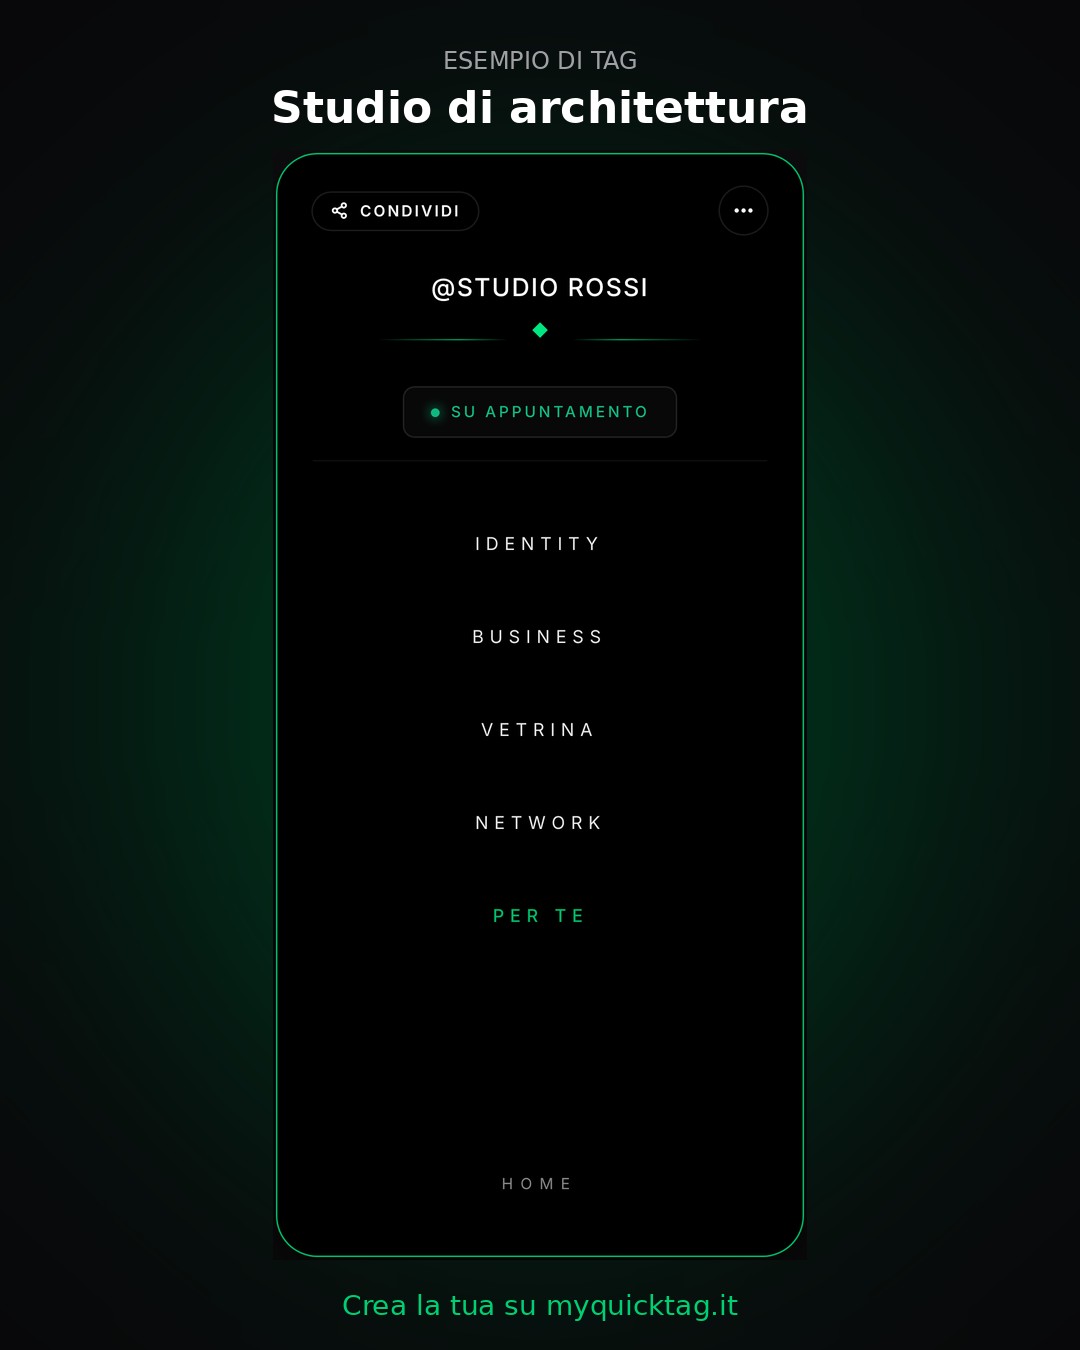 ESEMPIO DI TAG
Studio di architettura
CONDIVIDI
@STUDIO ROSSI
SU APPUNTAMENTO
IDENTITY
BUSINESS
VETRINA
NETWORK
PER TE
HOME
Crea la tua su myquicktag.it